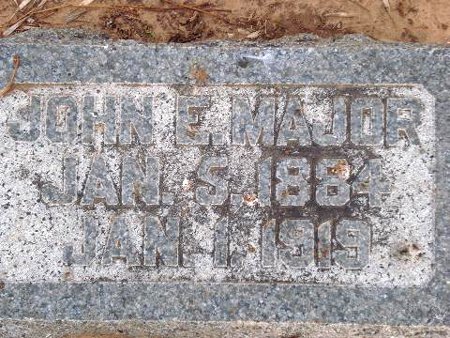 JOHN E. MAJOR
JAN. 5. 1884
JAN. 1. 1919